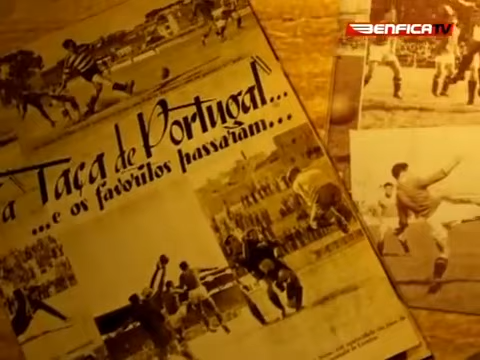 BENFICA TV
"a Taça de Portugal"...
...e os favoritos passaram...